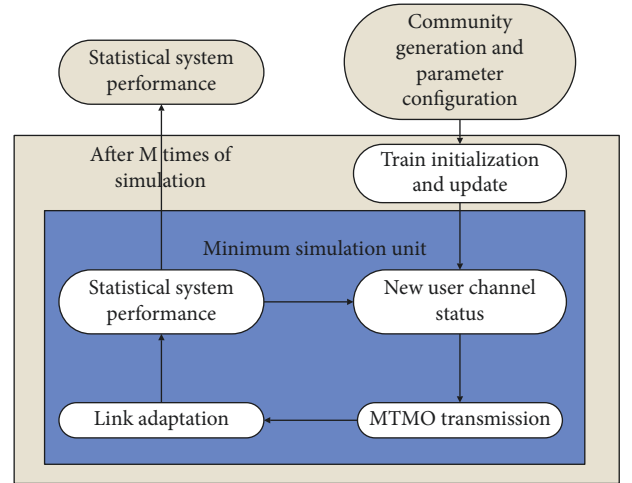 Statistical system
performance
Community
generation and
parameter
configuration
After M times of
simulation
Train initialization
and update
Minimum simulation unit
Statistical system
performance
New user channel
status
Link adaptation
MTMO transmission